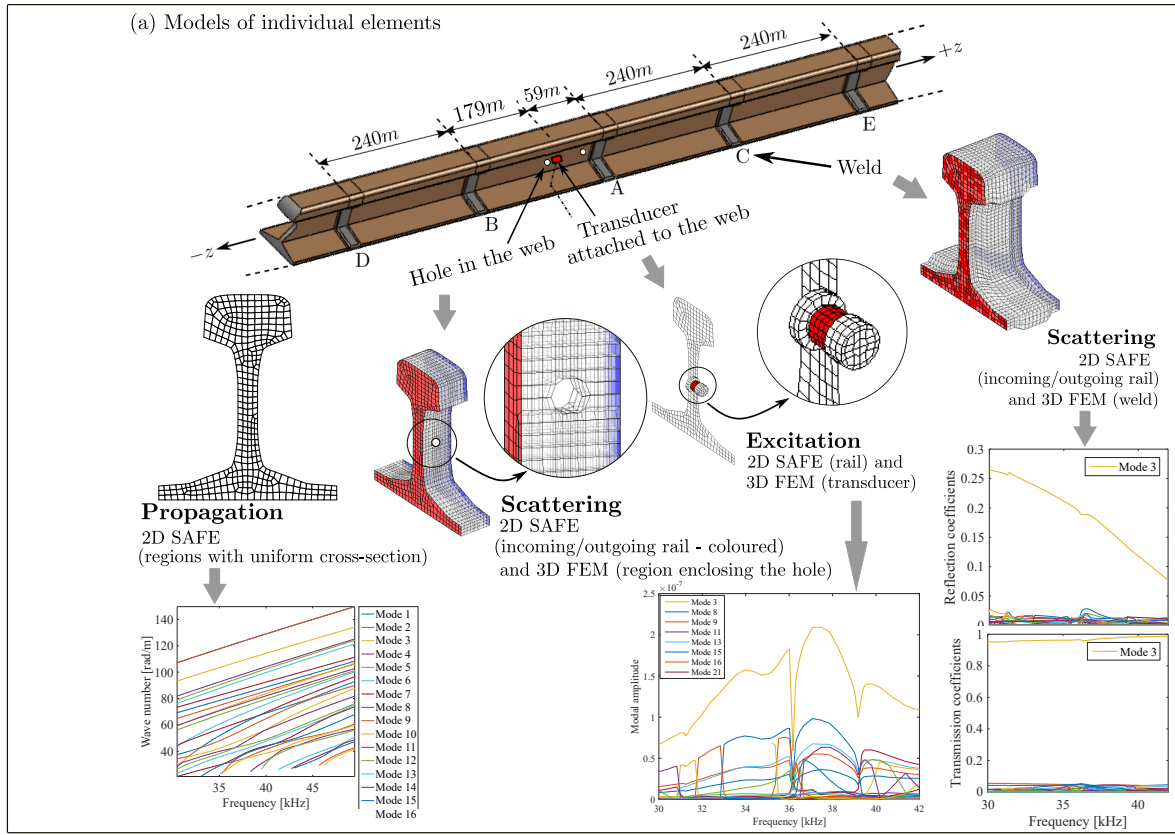 (a) Models of individual elements
240m
179m
59m
240m
240m
+z
−z
D
B
A
C
E
Weld
Hole in the web
Transducer
attached to the web
Propagation
2D SAFE
(regions with uniform cross-section)
Scattering
2D SAFE
(incoming/outgoing rail - coloured)
and 3D FEM (region enclosing the hole)
Excitation
2D SAFE (rail) and
3D FEM (transducer)
Scattering
2D SAFE
(incoming/outgoing rail)
and 3D FEM (weld)
Wave number [rad/m]
140
120
100
80
60
40
35
40
45
Frequency [kHz]
Mode 1
Mode 2
Mode 3
Mode 4
Mode 5
Mode 6
Mode 7
Mode 8
Mode 9
Mode 10
Mode 11
Mode 12
Mode 13
Mode 14
Mode 15
Mode 16
×10⁻⁷
Modal amplitude
2.5
2
1.5
1
0.5
0
30
32
34
36
38
40
42
Frequency [kHz]
Mode 3
Mode 8
Mode 9
Mode 11
Mode 13
Mode 15
Mode 16
Mode 21
Reflection coefficients
0.3
0.25
0.2
0.15
0.1
0.05
0
Mode 3
Transmission coefficients
1
0.8
0.6
0.4
0.2
0
Mode 3
30
35
40
Frequency [kHz]